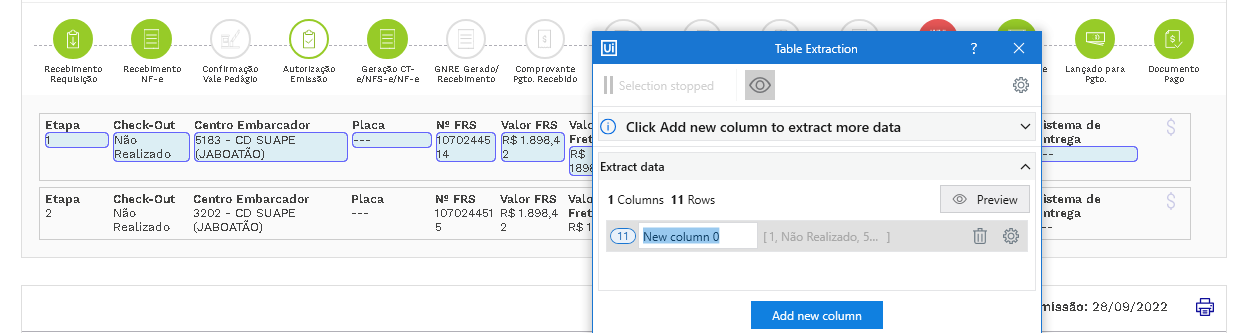 Recebimento Requisição
Recebimento NF-e
Confirmação Vale Pedágio
Autorização Emissão
Geração CT-e/NFS-e/NF-e
GNRE Gerado/ Recebimento
Comprovante Pgto. Recebido
Lançado para Pgto.
Documento Pago
Ui
Table Extraction
?
Selection stopped
Click Add new column to extract more data
Extract data
1 Columns 11 Rows
Preview
11
New column 0
[ 1, Não Realizado, 5... ]
Add new column
Etapa
1
Check-Out
Não
Realizado
Centro Embarcador
5183 - CD SUAPE
(JABOATÃO)
Placa
---
Nº FRS
10702445
14
Valor FRS
R$ 1.898,4
2
Valo
Fret
R$
1898
istema de
ntrega
--
$
Etapa
2
Check-Out
Não
Realizado
Centro Embarcador
3202 - CD SUAPE
(JABOATÃO)
Placa
---
Nº FRS
107024451
5
Valor FRS
R$ 1.898,4
2
Valo
Fret
R$ 1
istema de
ntrega
--
$
missão: 28/09/2022